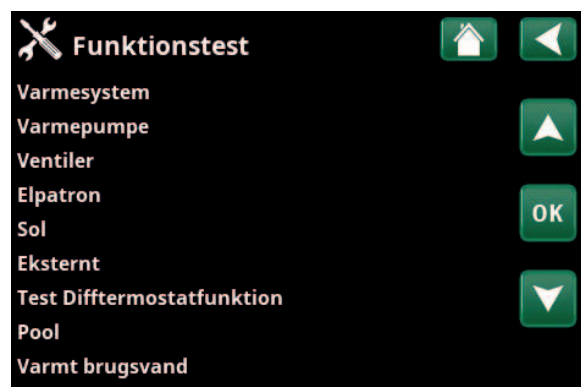 Funktionstest
Varmesystem
Varmepumpe
Ventiler
Elpatron
Sol
Eksternt
Test Difftermostatfunktion
Pool
Varmt brugsvand
OK